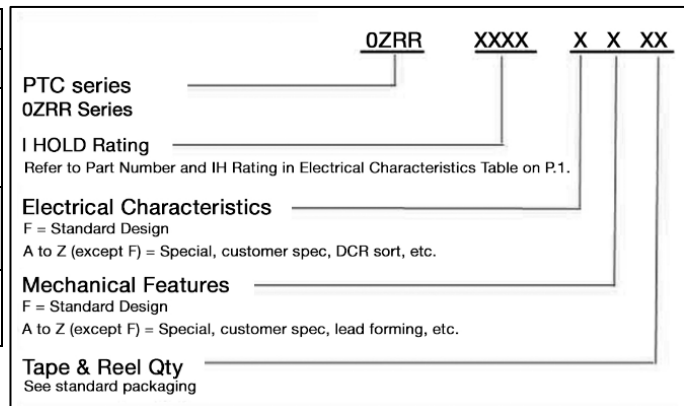 0ZRR XXXX X X XX
PTC series
0ZRR Series
I HOLD Rating
Refer to Part Number and IH Rating in Electrical Characteristics Table on P.1.
Electrical Characteristics
F = Standard Design
A to Z (except F) = Special, customer spec, DCR sort, etc.
Mechanical Features
F = Standard Design
A to Z (except F) = Special, customer spec, lead forming, etc.
Tape & Reel Qty
See standard packaging